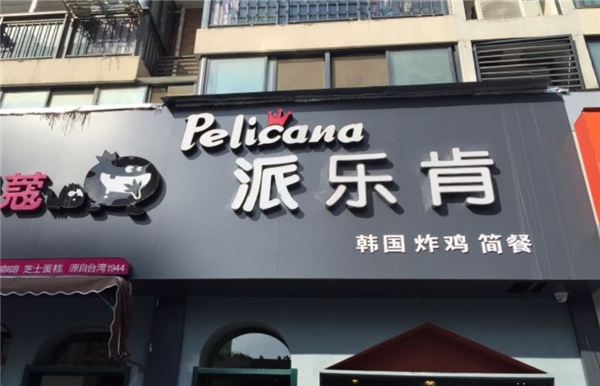 Pelicana
派乐肯
韩国 炸鸡 简餐
蔻
咖啡 芝士蛋糕 源自台湾1944